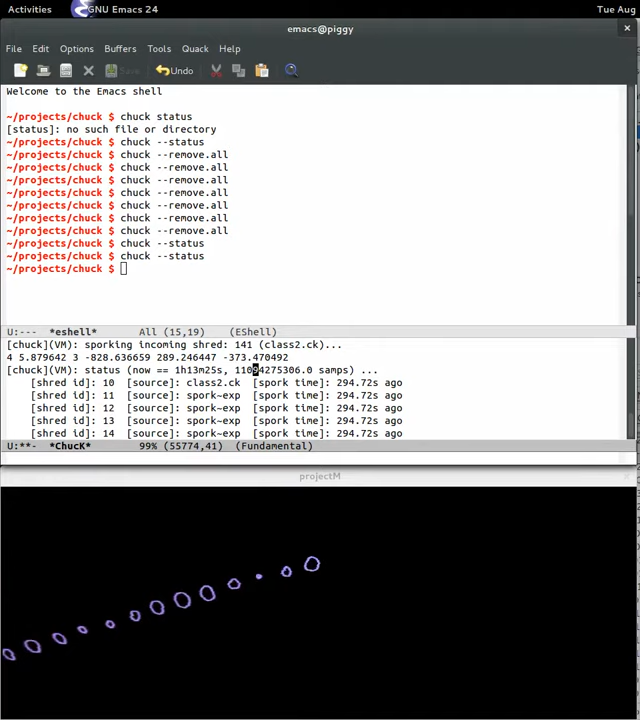 Activities GNU Emacs 24 Tue Aug
emacs@piggy
File Edit Options Buffers Tools Quack Help
Save Undo
Welcome to the Emacs shell
~/projects/chuck $ chuck status
[status]: no such file or directory
~/projects/chuck $ chuck --status
~/projects/chuck $ chuck --remove.all
~/projects/chuck $ chuck --remove.all
~/projects/chuck $ chuck --remove.all
~/projects/chuck $ chuck --remove.all
~/projects/chuck $ chuck --remove.all
~/projects/chuck $ chuck --remove.all
~/projects/chuck $ chuck --remove.all
~/projects/chuck $ chuck --status
~/projects/chuck $ chuck --status
~/projects/chuck $
U:--- *eshell* All (15,19) (EShell)
[chuck](VM): sporking incoming shred: 141 (class2.ck)...
4 5.879642 3 -828.636659 289.246447 -373.470492
[chuck](VM): status (now == 1h13m25s, 11094275306.0 samps) ...
[shred id]: 10 [source]: class2.ck [spork time]: 294.72s ago
[shred id]: 11 [source]: spork~exp [spork time]: 294.72s ago
[shred id]: 12 [source]: spork~exp [spork time]: 294.72s ago
[shred id]: 13 [source]: spork~exp [spork time]: 294.72s ago
[shred id]: 14 [source]: spork~exp [spork time]: 294.72s ago
U:**- *ChucK* 99% (55774,41) (Fundamental)
projectM